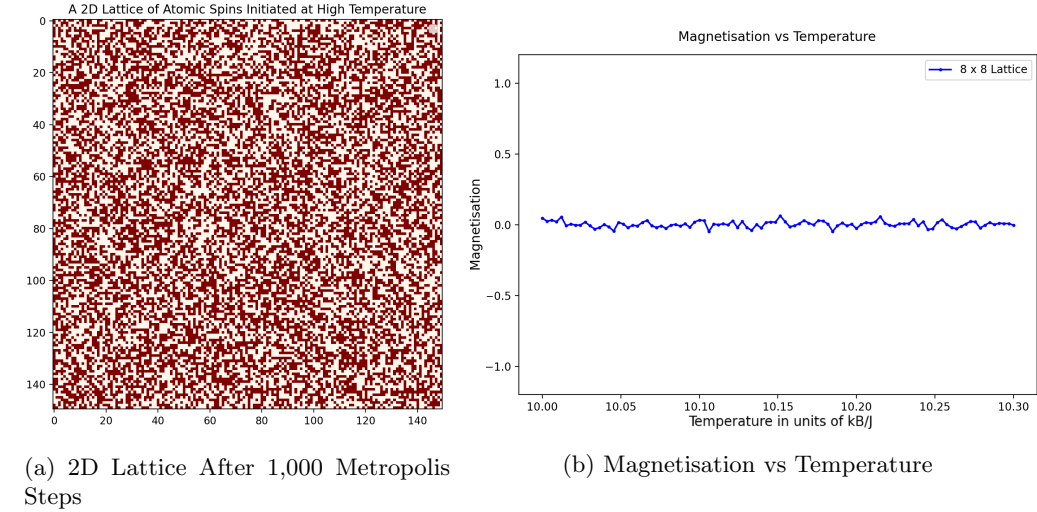 A 2D Lattice of Atomic Spins Initiated at High Temperature
0
20
40
60
80
100
120
140
0 20 40 60 80 100 120 140
(a) 2D Lattice After 1,000 Metropolis
Steps
Magnetisation vs Temperature
8 x 8 Lattice
Magnetisation
1.0
0.5
0.0
−0.5
−1.0
10.00 10.05 10.10 10.15 10.20 10.25 10.30
Temperature in units of kB/J
(b) Magnetisation vs Temperature